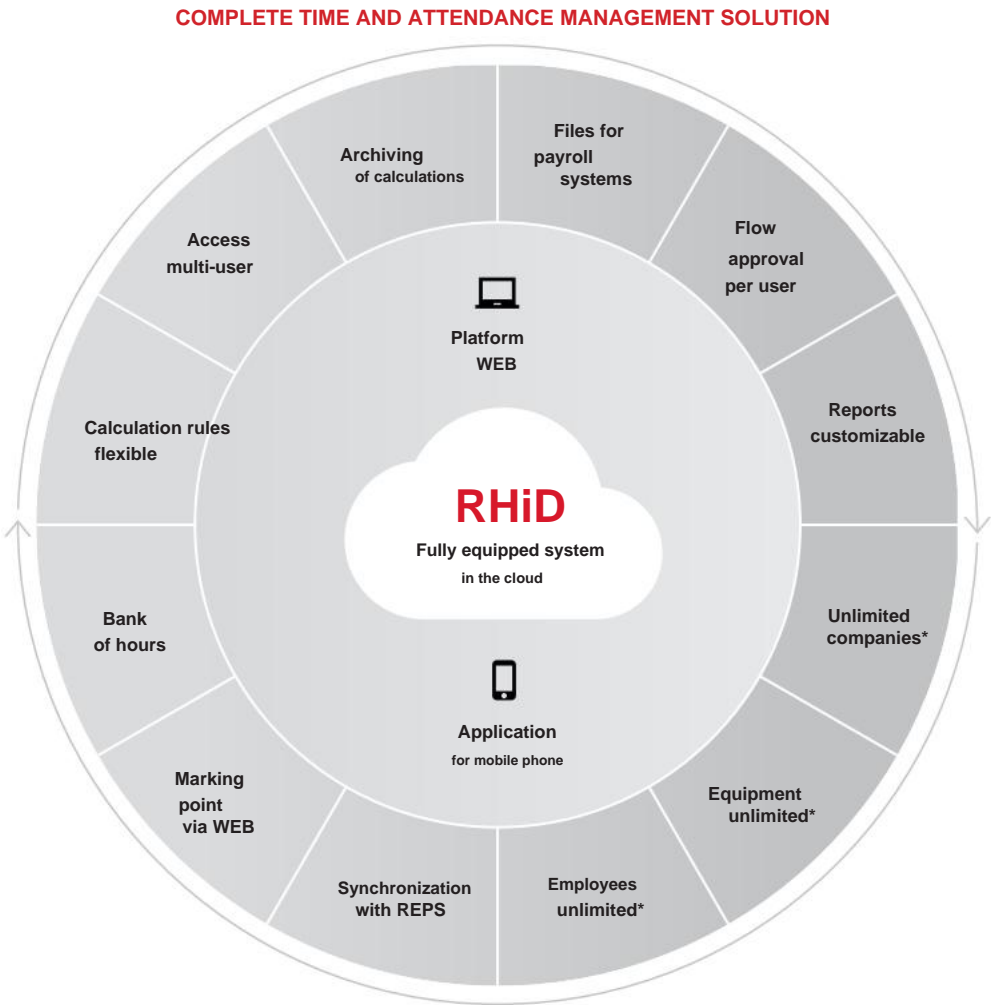 COMPLETE TIME AND ATTENDANCE MANAGEMENT SOLUTION
Files for
payroll
systems
Flow
approval
per user
Reports
customizable
Unlimited
companies*
Equipment
unlimited*
Employees
unlimited*
Synchronization
with REPS
Marking
point
via WEB
Bank
of hours
Calculation rules
flexible
Access
multi-user
Archiving
of calculations
Platform
WEB
RHiD
Fully equipped system
in the cloud
Application
for mobile phone